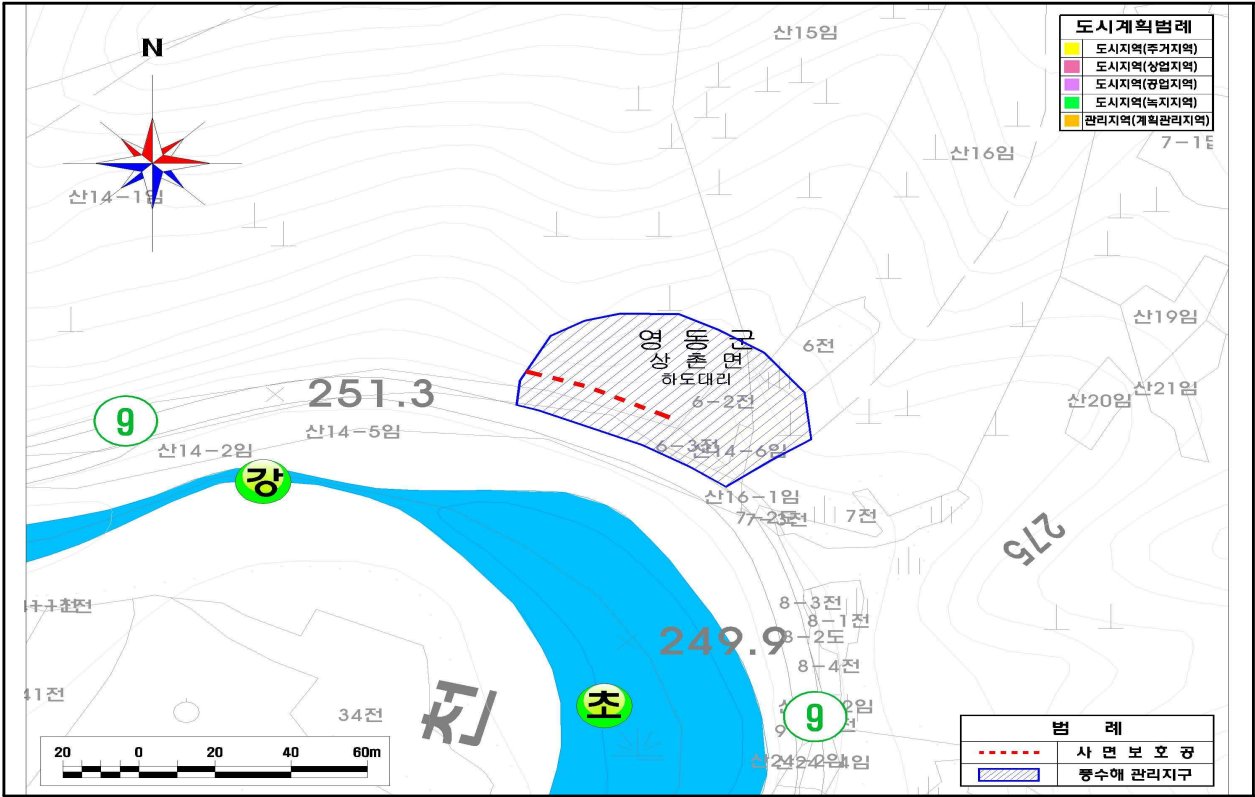 도시계획범례
도시지역(주거지역)
도시지역(상업지역)
도시지역(공업지역)
도시지역(녹지지역)
관리지역(계획관리지역)
N
산15임
산16임
산14-1임
산19임
6전
영 동 군
상 촌 면
하도대리
251.3
6-2전
산21임
산20임
9
산14-5임
산14-2임
6-3전
산14-6임
강
산16-1임
7전
275
8-3전
8-1전
8-2도
249.9
8-4전
41전
34전
천
초
9
범 례
사 면 보 호 공
풍수해 관리지구
20 0 20 40 60m